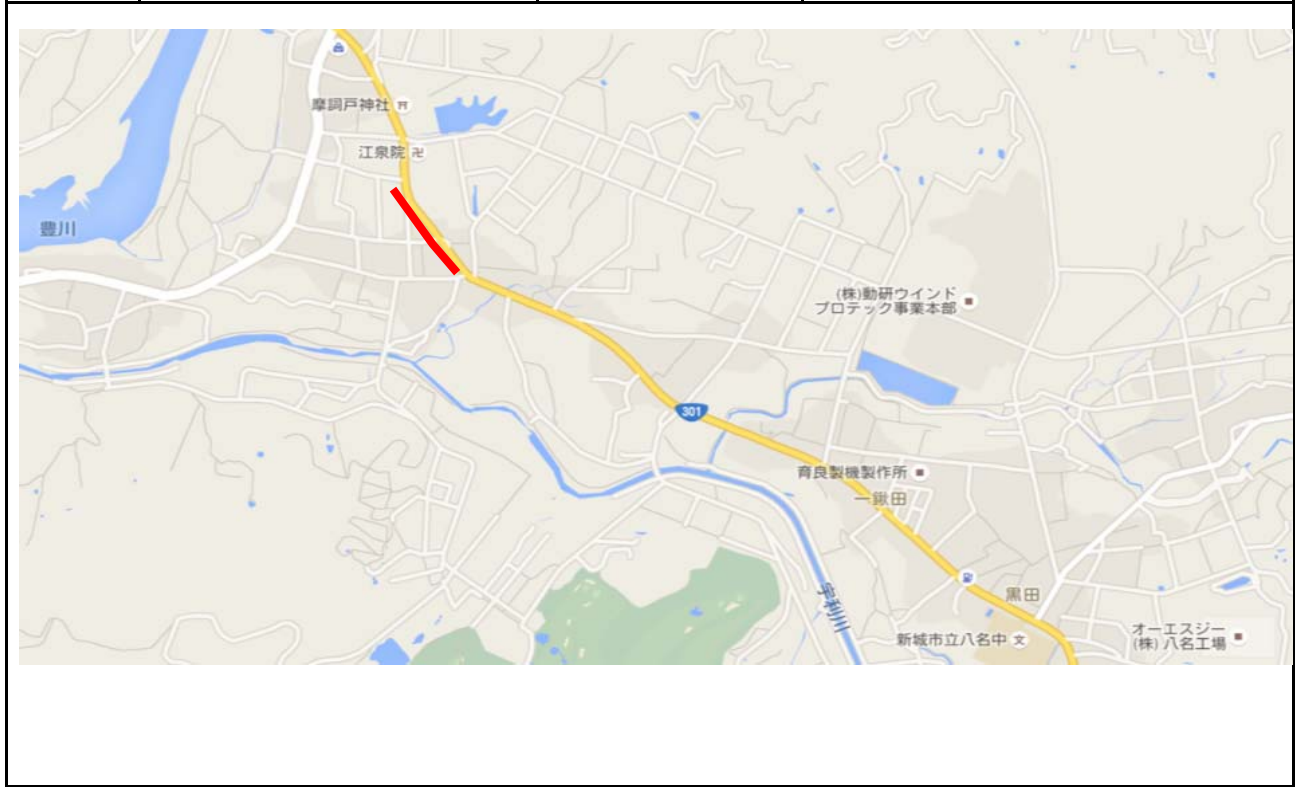 摩訶戸神社
江泉院
豊川
(株)動研ウインド
プロテック事業本部
301
育良製機製作所
一鍬田
宇利川
黒田
新城市立八名中
文
オーエスジー
(株)八名工場